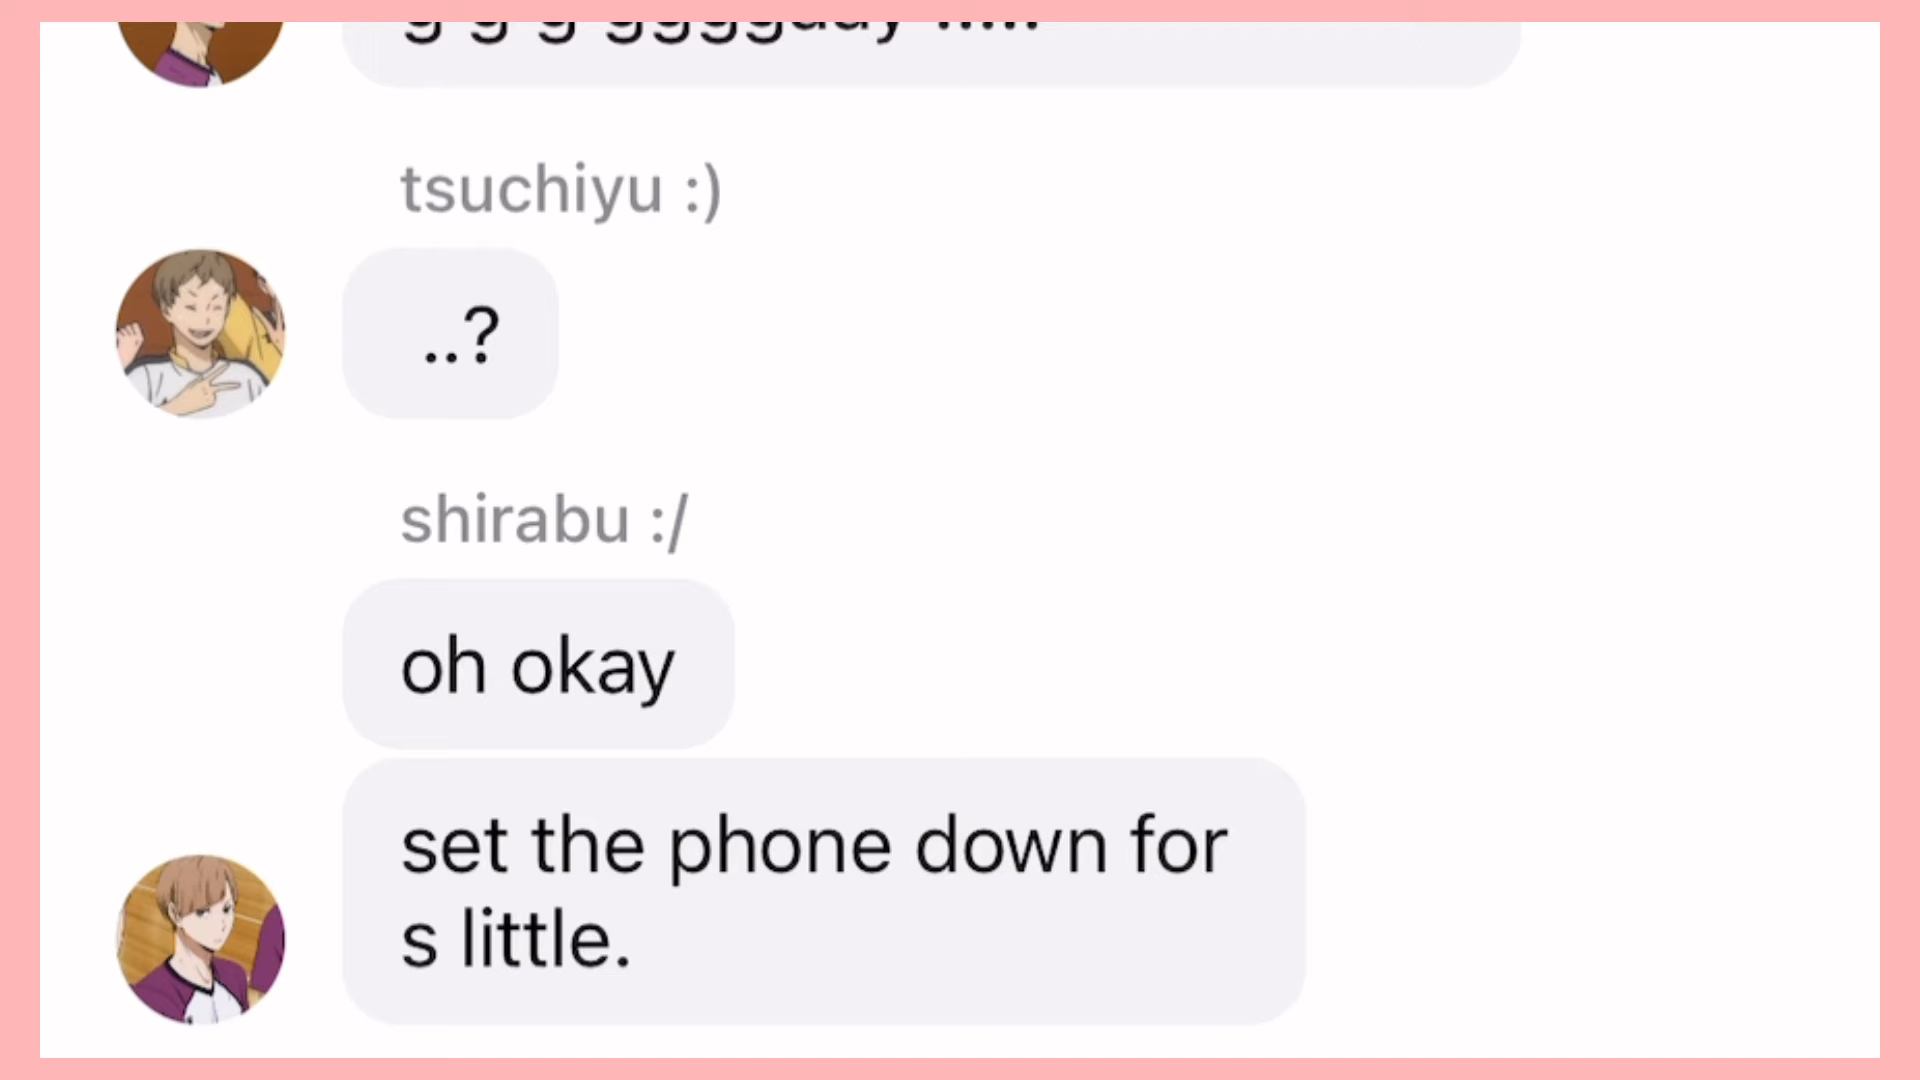 tsuchiyu :)
..?
shirabu :/
oh okay
set the phone down for
s little.